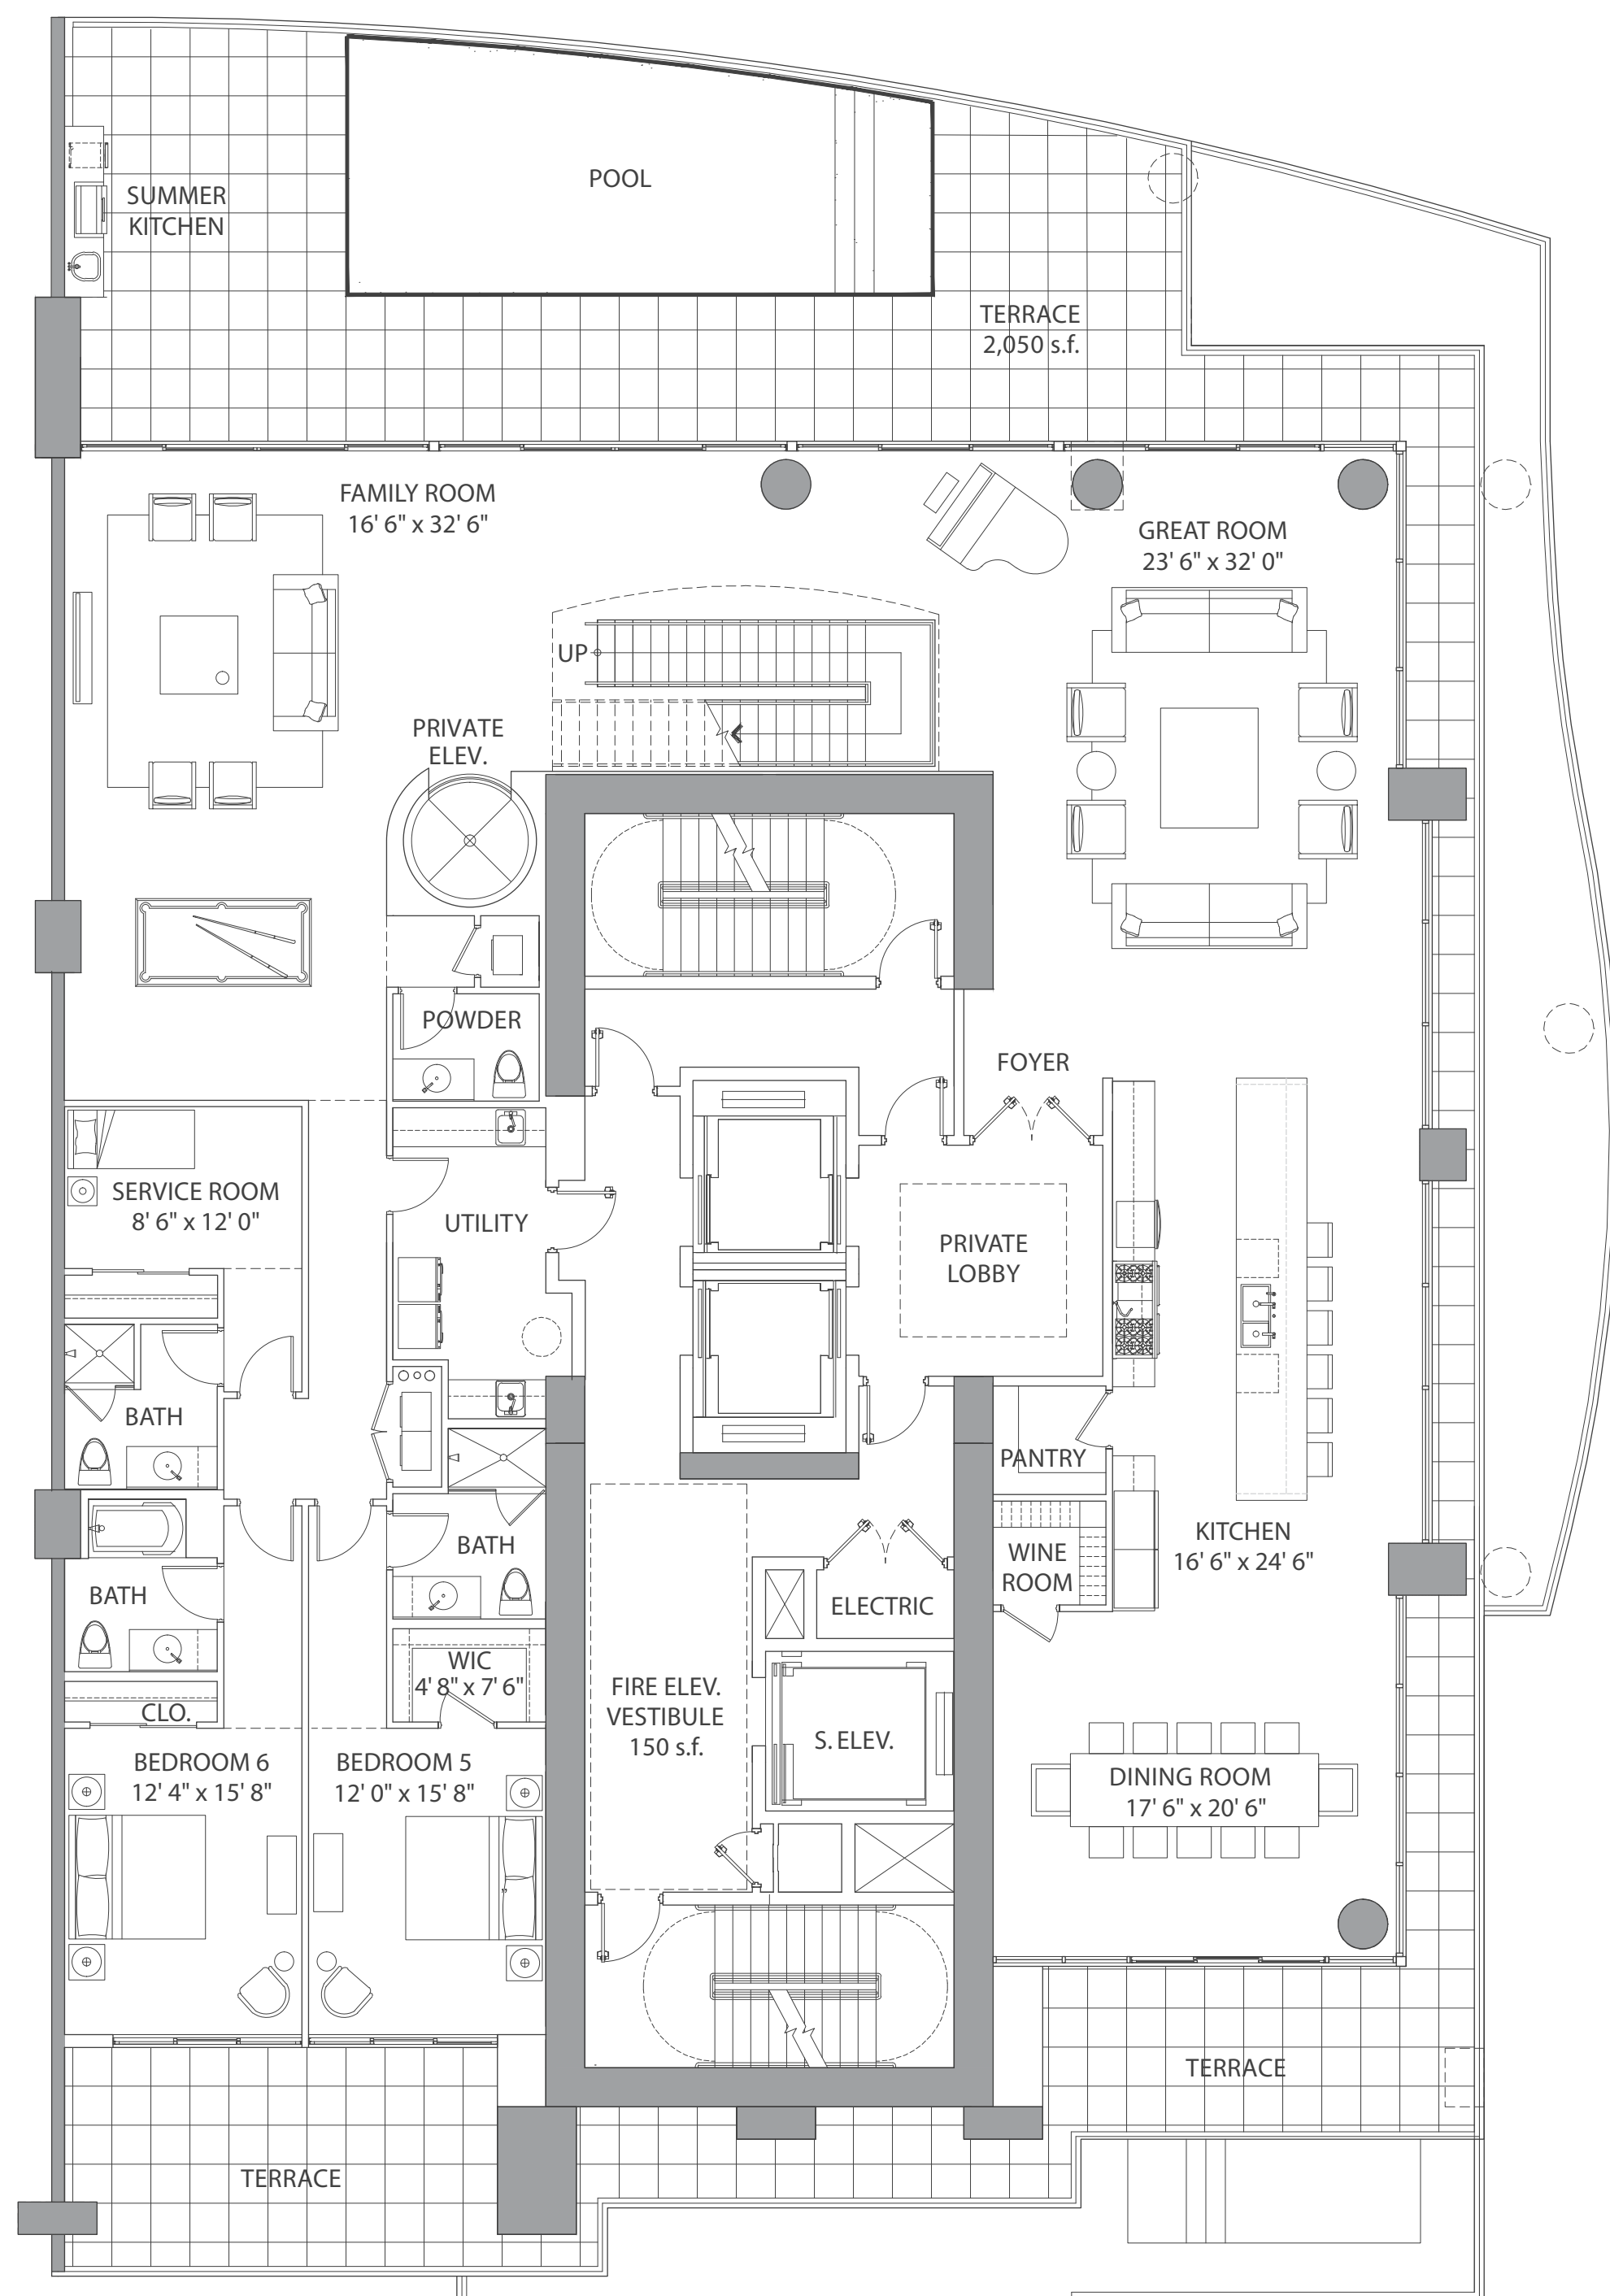 POOL
SUMMER
KITCHEN
TERRACE
2,050 s.f.
FAMILY ROOM
16' 6" x 32' 6"
GREAT ROOM
23' 6" x 32' 0"
UP
PRIVATE
ELEV.
POWDER
FOYER
SERVICE ROOM
8' 6" x 12' 0"
UTILITY
PRIVATE
LOBBY
BATH
PANTRY
KITCHEN
16' 6" x 24' 6"
WINE
ROOM
BATH
BATH
ELECTRIC
WIC
4' 8" x 7' 6"
CLO.
FIRE ELEV.
VESTIBULE
150 s.f.
S. ELEV.
BEDROOM 6
12' 4" x 15' 8"
BEDROOM 5
12' 0" x 15' 8"
DINING ROOM
17' 6" x 20' 6"
TERRACE
TERRACE